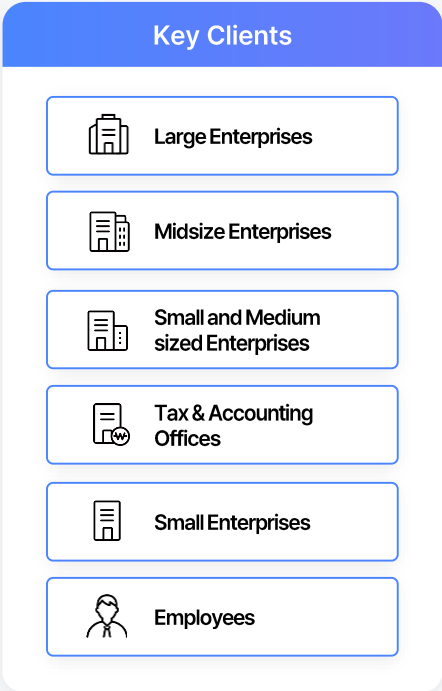 Key Clients
Large Enterprises
Midsize Enterprises
Small and Medium
sized Enterprises
Tax & Accounting
Offices
₩
Small Enterprises
Employees